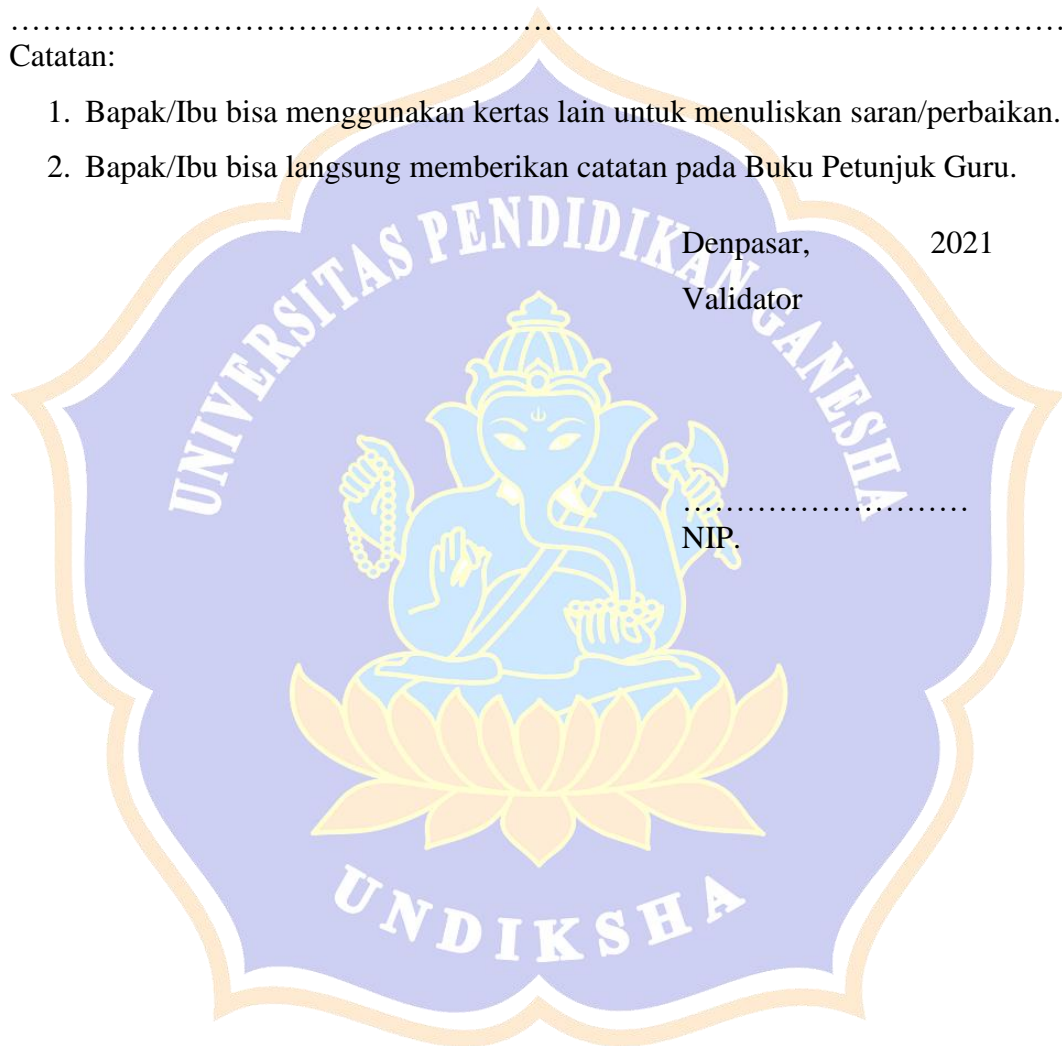 ……………………………………………………………………………………………
Catatan:
1. Bapak/Ibu bisa menggunakan kertas lain untuk menuliskan saran/perbaikan.
2. Bapak/Ibu bisa langsung memberikan catatan pada Buku Petunjuk Guru.
Denpasar, 2021
Validator
………………………
NIP.
UNIVERSITAS PENDIDIKAN GANESHA
UNDIKSHA